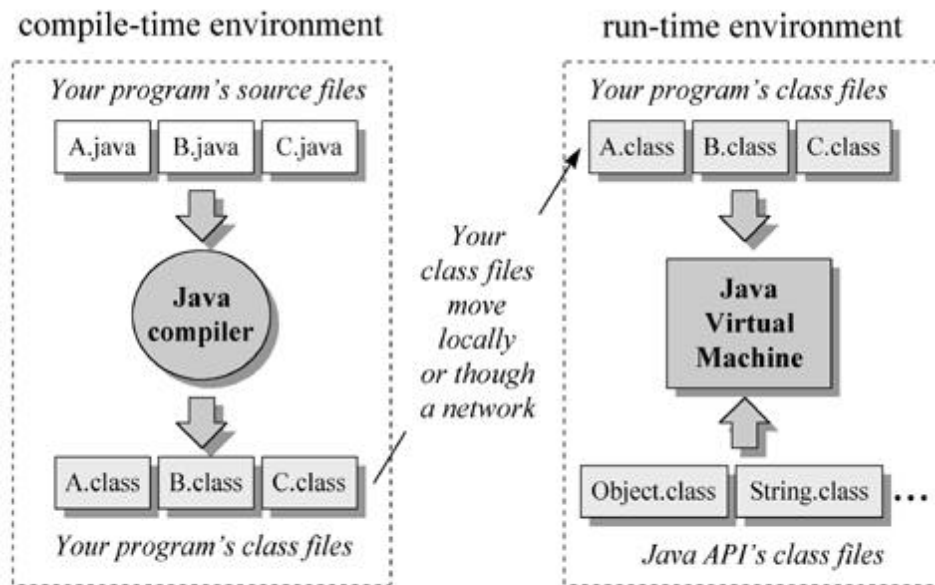 compile-time environment
Your program's source files
A.java B.java C.java
Java
compiler
A.class B.class C.class
Your program's class files
Your
class files
move
locally
or though
a network
run-time environment
Your program's class files
A.class B.class C.class
Java
Virtual
Machine
Object.class String.class ...
Java API's class files